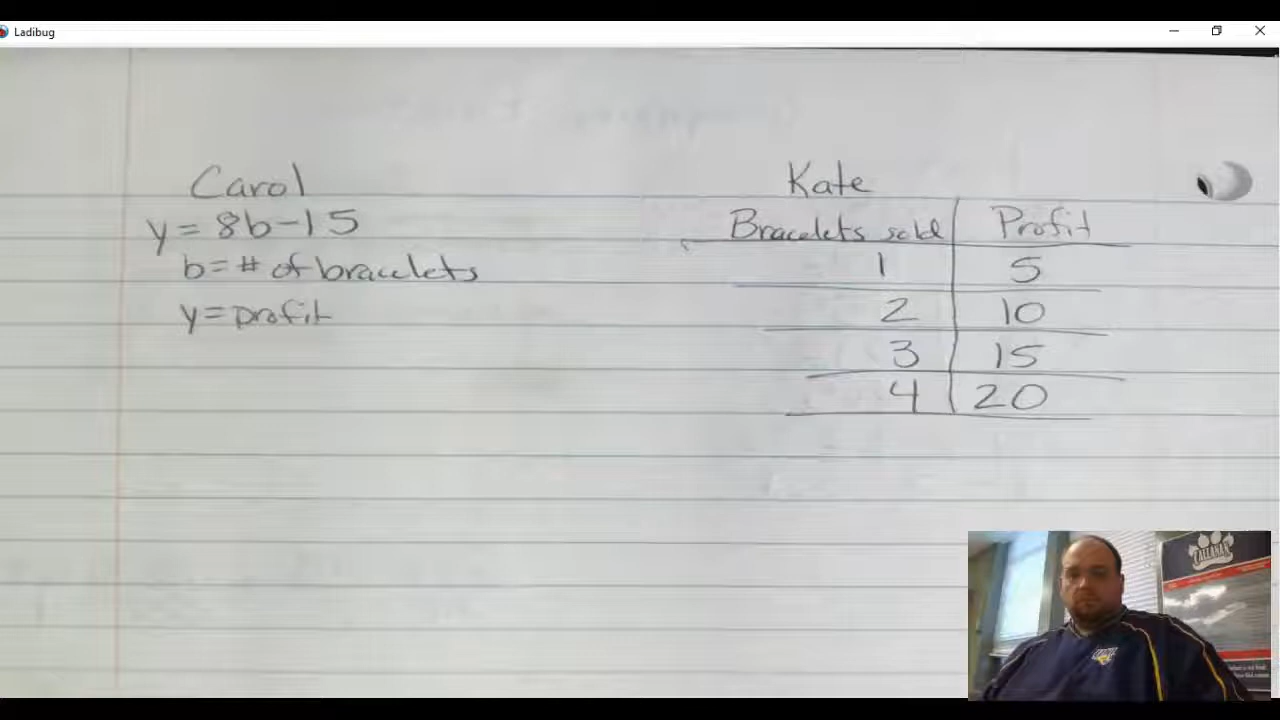 Ladibug
Carol
y = 8b - 15
b = # of bracelets
y = profit
Kate
Bracelets sold Profit
1 5
2 10
3 15
4 20
CALLAHAN